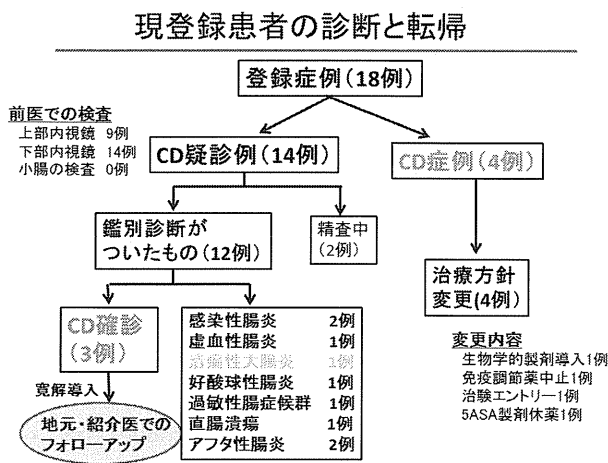 現登録患者の診断と転帰
登録症例(18例)
前医での検査
上部内視鏡 9例
下部内視鏡 14例
小腸の検査 0例
CD疑診例(14例)
CD症例(4例)
鑑別診断が
ついたもの(12例)
精査中
(2例)
治療方針
変更(4例)
CD確診
(3例)
感染性腸炎 2例
虚血性腸炎 1例
潰瘍性大腸炎 1例
好酸球性腸炎 1例
過敏性腸症候群 1例
直腸潰瘍 1例
アフタ性腸炎 2例
変更内容
生物学的製剤導入1例
免疫調節薬中止1例
治験エントリー1例
5ASA製剤休薬1例
寛解導入
地元・紹介医での
フォローアップ